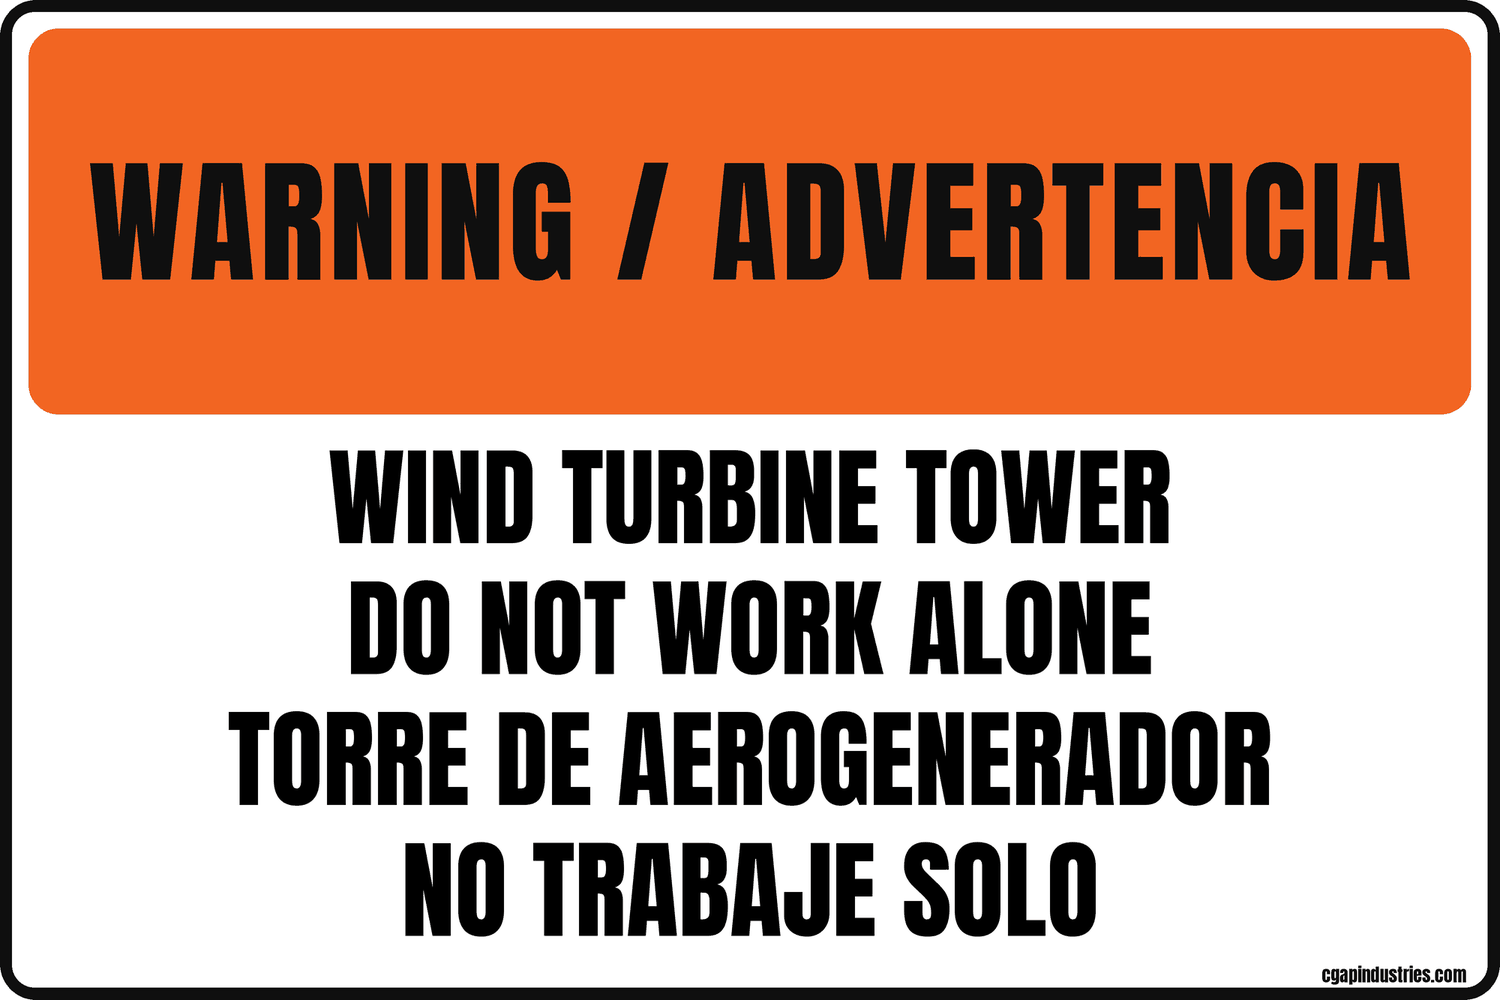 WARNING / ADVERTENCIA
WIND TURBINE TOWER
DO NOT WORK ALONE
TORRE DE AEROGENERADOR
NO TRABAJE SOLO
cgapindustries.com